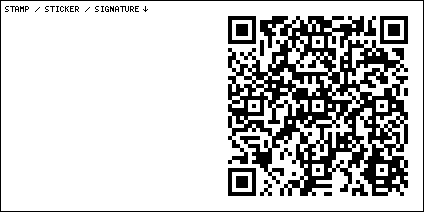 STAMP / STICKER / SIGNATURE ↓